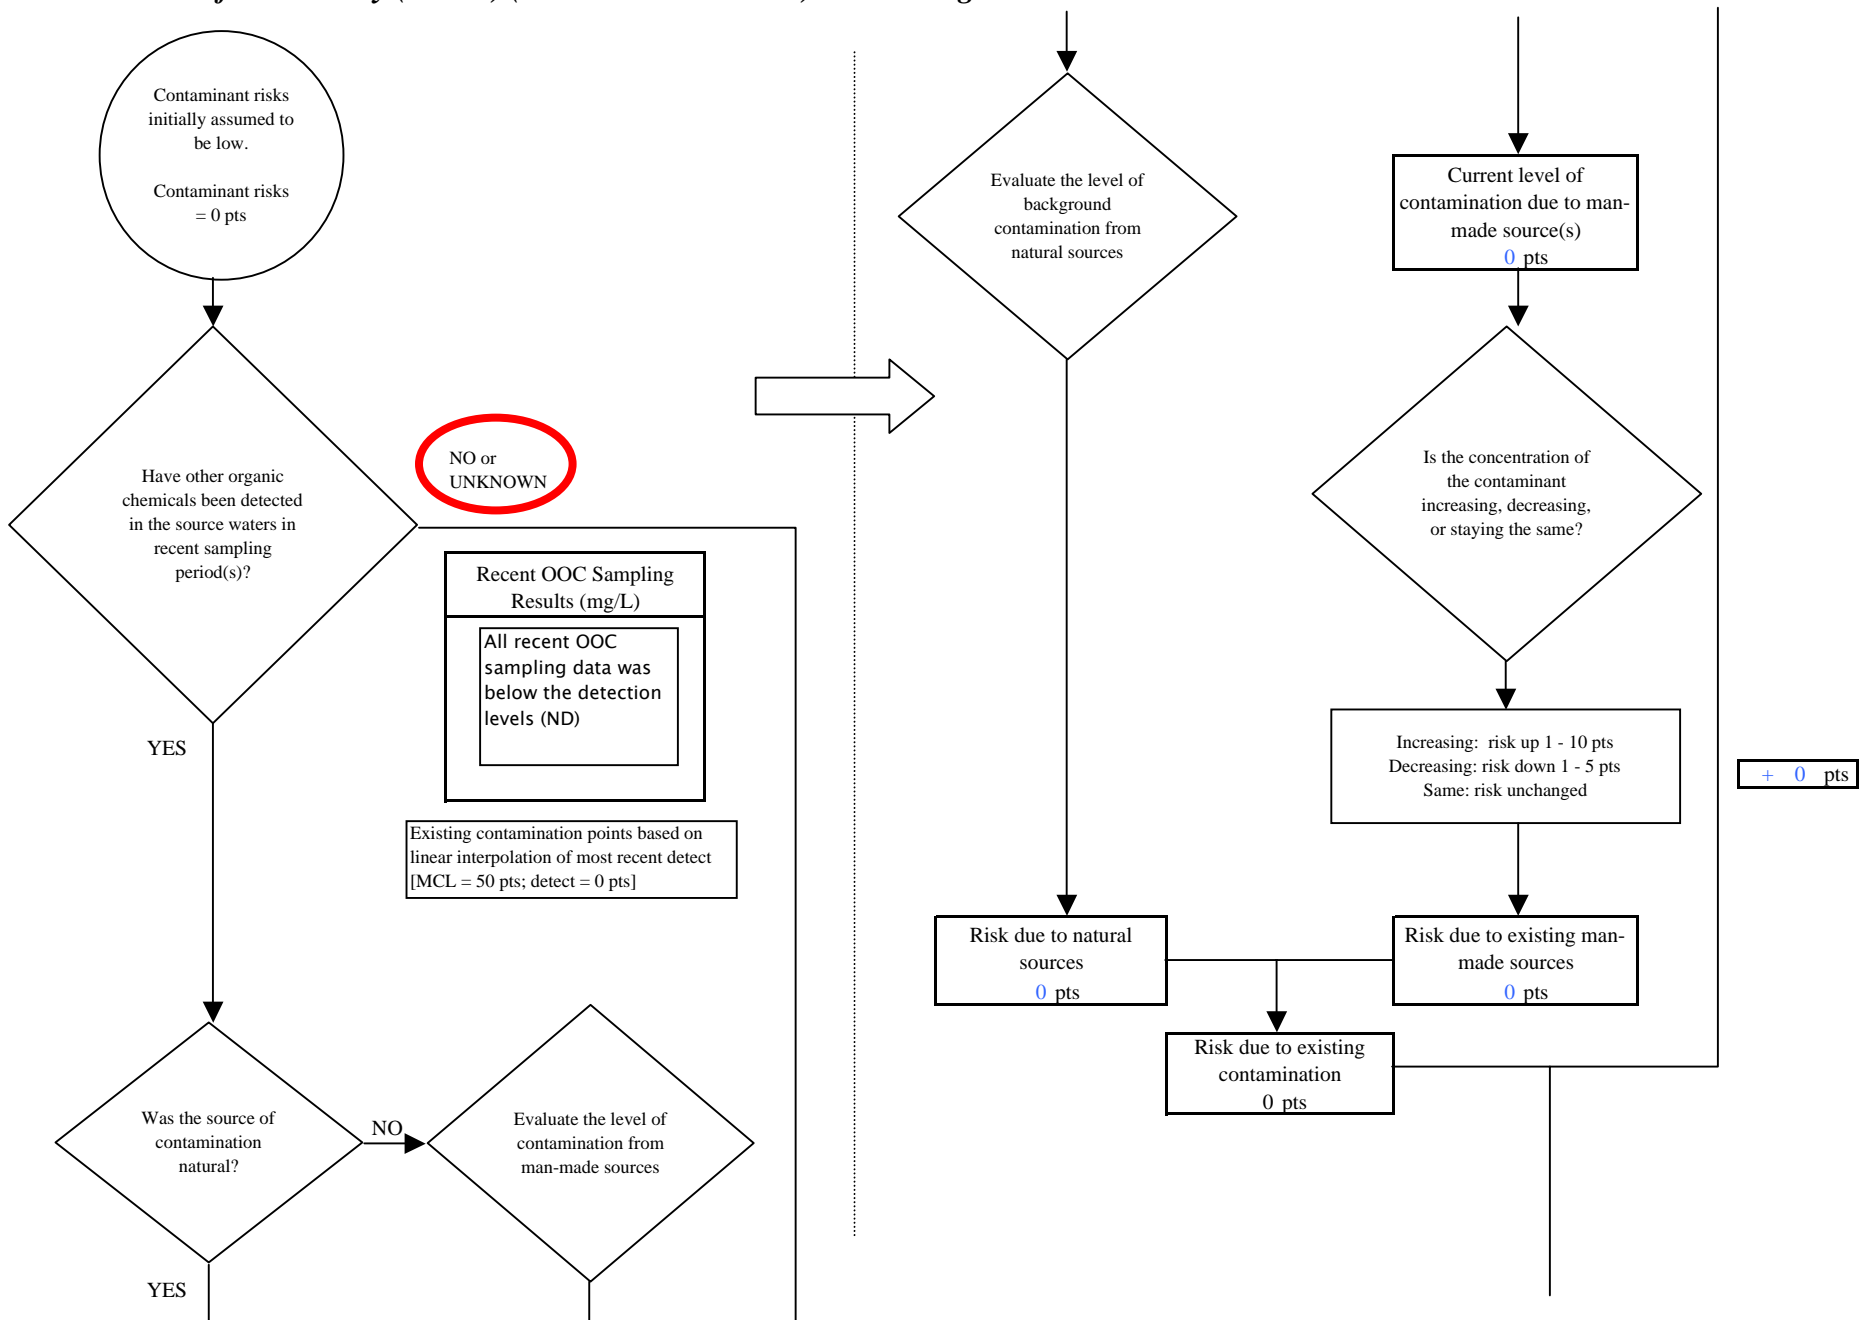 Contaminant risks
initially assumed to
be low.
Contaminant risks
= 0 pts
Have other organic
chemicals been detected
in the source waters in
recent sampling
period(s)?
NO or
UNKNOWN
Recent OOC Sampling
Results (mg/L)
All recent OOC
sampling data was
below the detection
levels (ND)
YES
Existing contamination points based on
linear interpolation of most recent detect
[MCL = 50 pts; detect = 0 pts]
Was the source of
contamination
natural?
NO
Evaluate the level of
contamination from
man-made sources
YES
Evaluate the level of
background
contamination from
natural sources
Current level of
contamination due to man-
made source(s)
0 pts
Is the concentration of
the contaminant
increasing, decreasing,
or staying the same?
Increasing: risk up 1 - 10 pts
Decreasing: risk down 1 - 5 pts
Same: risk unchanged
+ 0 pts
Risk due to natural
sources
0 pts
Risk due to existing man-
made sources
0 pts
Risk due to existing
contamination
0 pts